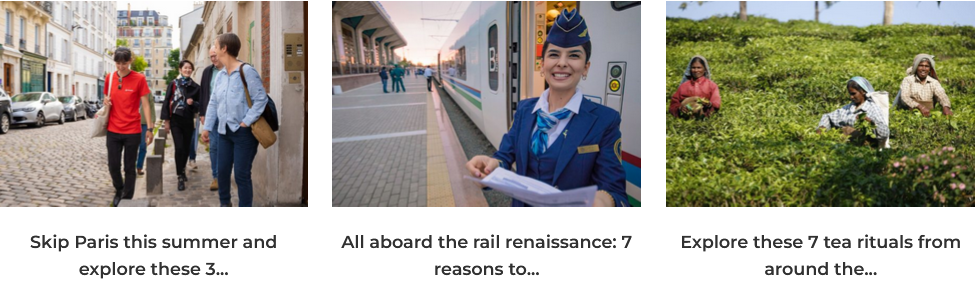 Skip Paris this summer and
explore these 3...
All aboard the rail renaissance: 7
reasons to...
Explore these 7 tea rituals from
around the...